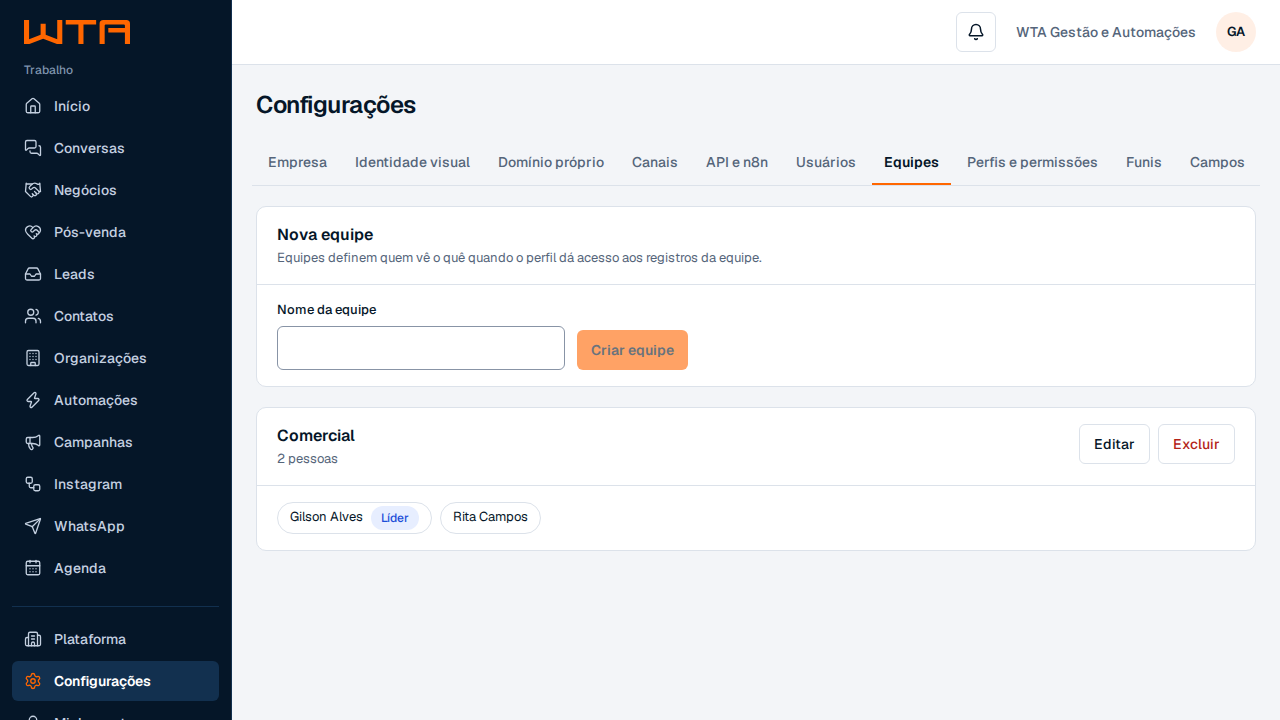 WTA
Trabalho
Início
Conversas
Negócios
Pós-venda
Leads
Contatos
Organizações
Automações
Campanhas
Instagram
WhatsApp
Agenda
Plataforma
Configurações
WTA Gestão e Automações
GA
Configurações
Empresa
Identidade visual
Domínio próprio
Canais
API e n8n
Usuários
Equipes
Perfis e permissões
Funis
Campos
Nova equipe
Equipes definem quem vê o quê quando o perfil dá acesso aos registros da equipe.
Nome da equipe
Criar equipe
Comercial
2 pessoas
Editar
Excluir
Gilson Alves
Líder
Rita Campos